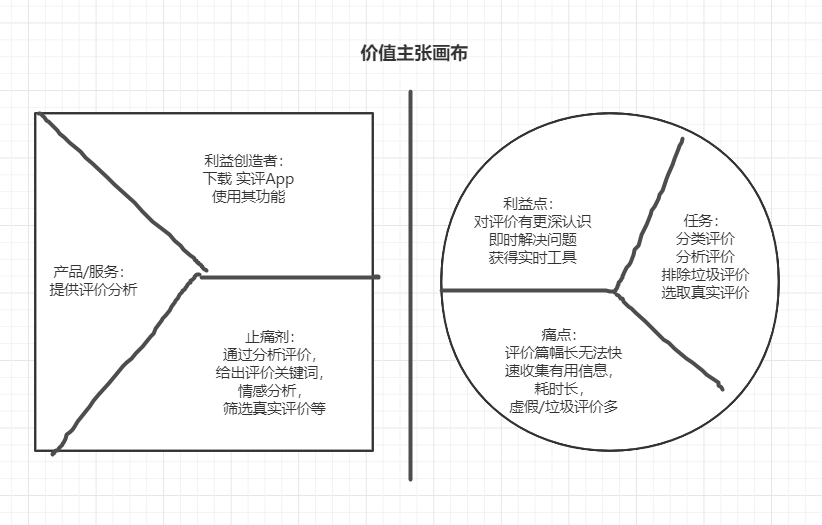 价值主张画布
利益创造者：
下载 实评App
使用其功能
产品/服务：
提供评价分析
止痛剂：
通过分析评价，
给出评价关键词，
情感分析，
筛选真实评价等
利益点：
对评价有更深认识
即时解决问题
获得实时工具
任务：
分类评价
分析评价
排除垃圾评价
选取真实评价
痛点：
评价篇幅长无法快
速收集有用信息，
耗时长，
虚假/垃圾评价多